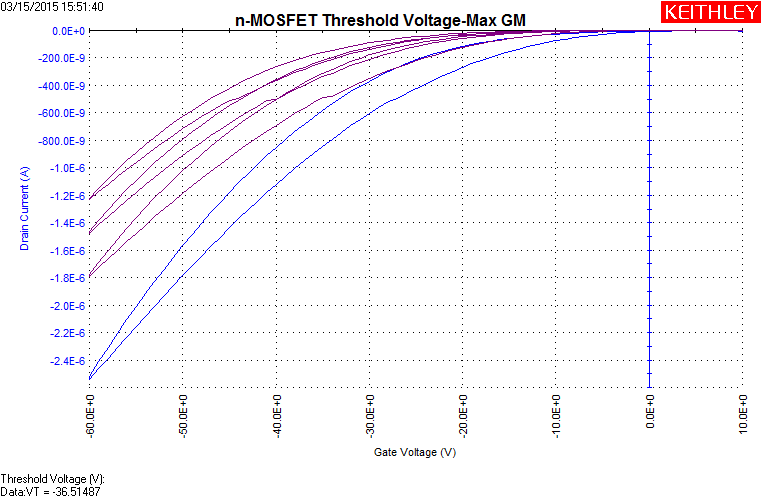 03/15/2015 15:51:40
n-MOSFET Threshold Voltage-Max GM
KEITHLEY
0.0E+0
-200.0E-9
-400.0E-9
-600.0E-9
-800.0E-9
-1.0E-6
-1.2E-6
-1.4E-6
-1.6E-6
-1.8E-6
-2.0E-6
-2.2E-6
-2.4E-6
Drain Current (A)
-60.0E+0
-50.0E+0
-40.0E+0
-30.0E+0
-20.0E+0
-10.0E+0
0.0E+0
10.0E+0
Gate Voltage (V)
Threshold Voltage (V):
Data:VT = -36.51487